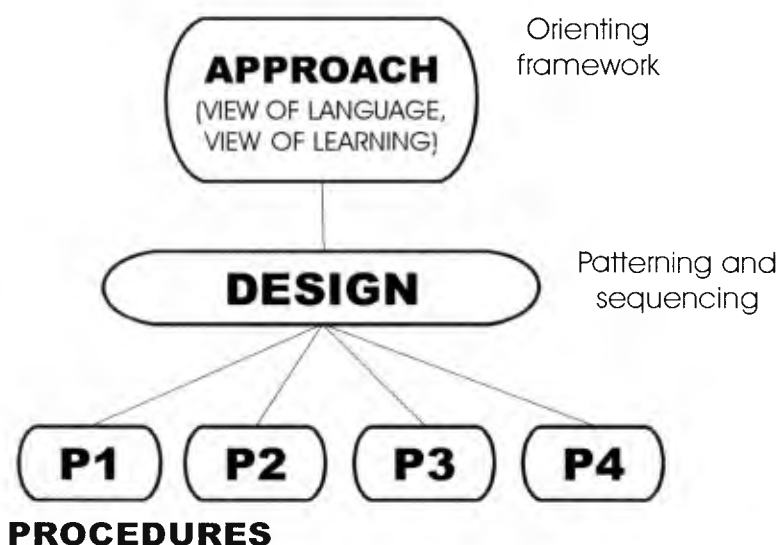 Orienting
framework
APPROACH
(VIEW OF LANGUAGE,
VIEW OF LEARNING)
DESIGN
Patterning and
sequencing
P1
P2
P3
P4
PROCEDURES